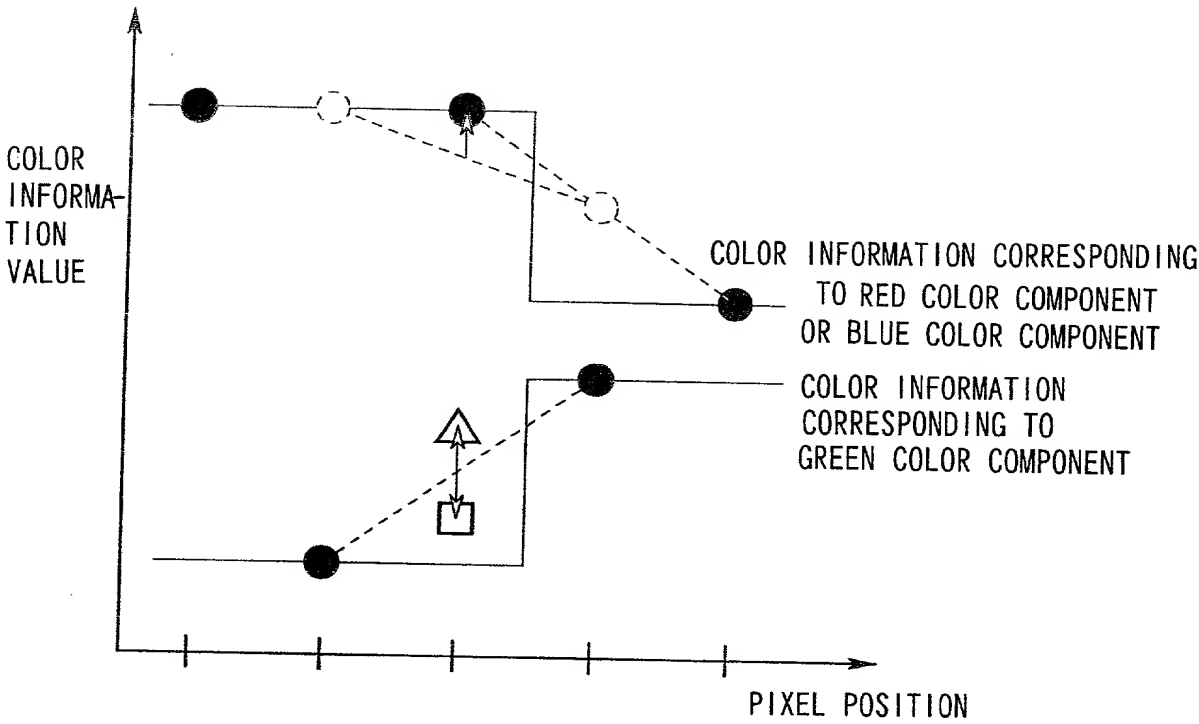 COLOR
INFORMA-
TION
VALUE
COLOR INFORMATION CORRESPONDING
TO RED COLOR COMPONENT
OR BLUE COLOR COMPONENT
COLOR INFORMATION
CORRESPONDING TO
GREEN COLOR COMPONENT
PIXEL POSITION